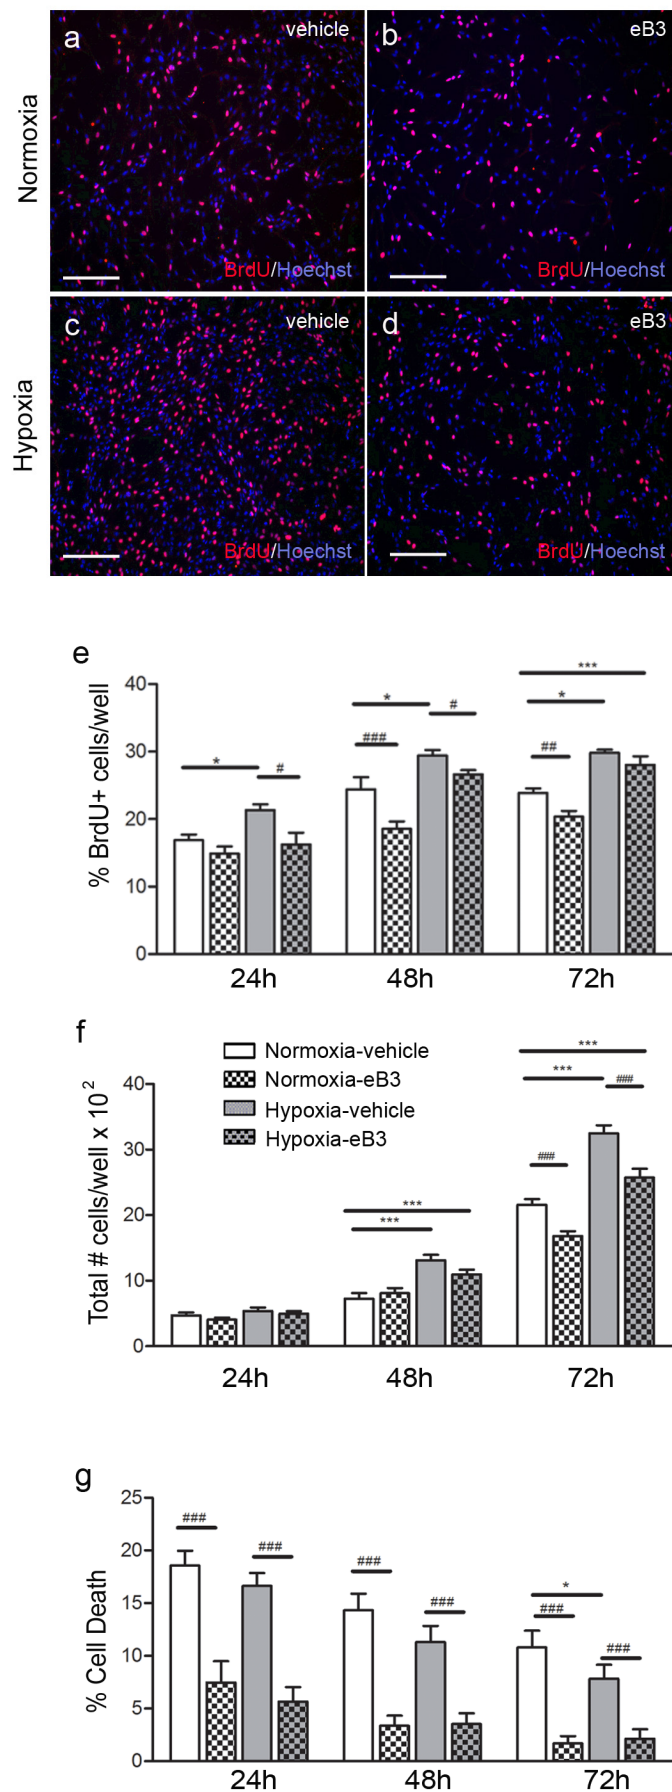 a vehicle
b eB3
Normoxia
BrdU/Hoechst
BrdU/Hoechst
c vehicle
d eB3
Hypoxia
BrdU/Hoechst
BrdU/Hoechst
e
% BrdU+ cells/well
40
30
20
10
0
* #
* # ###
*** * ##
24h 48h 72h
f
Total # cells/well x 10 2
Normoxia-vehicle
Normoxia-eB3
Hypoxia-vehicle
Hypoxia-eB3
40
30
20
10
0
*** ***
*** *** ### ###
24h 48h 72h
g
% Cell Death
25
20
15
10
5
0
### ###
### ###
* ### ###
24h 48h 72h